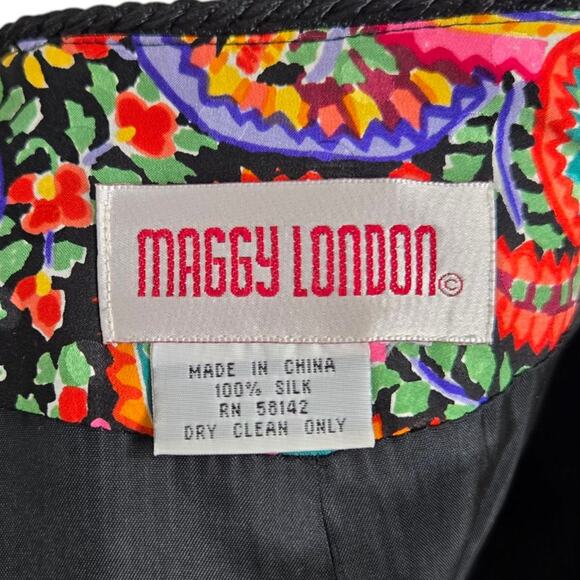 MAGGY LONDON©
MADE IN CHINA
100% SILK
RN 58142
DRY CLEAN ONLY